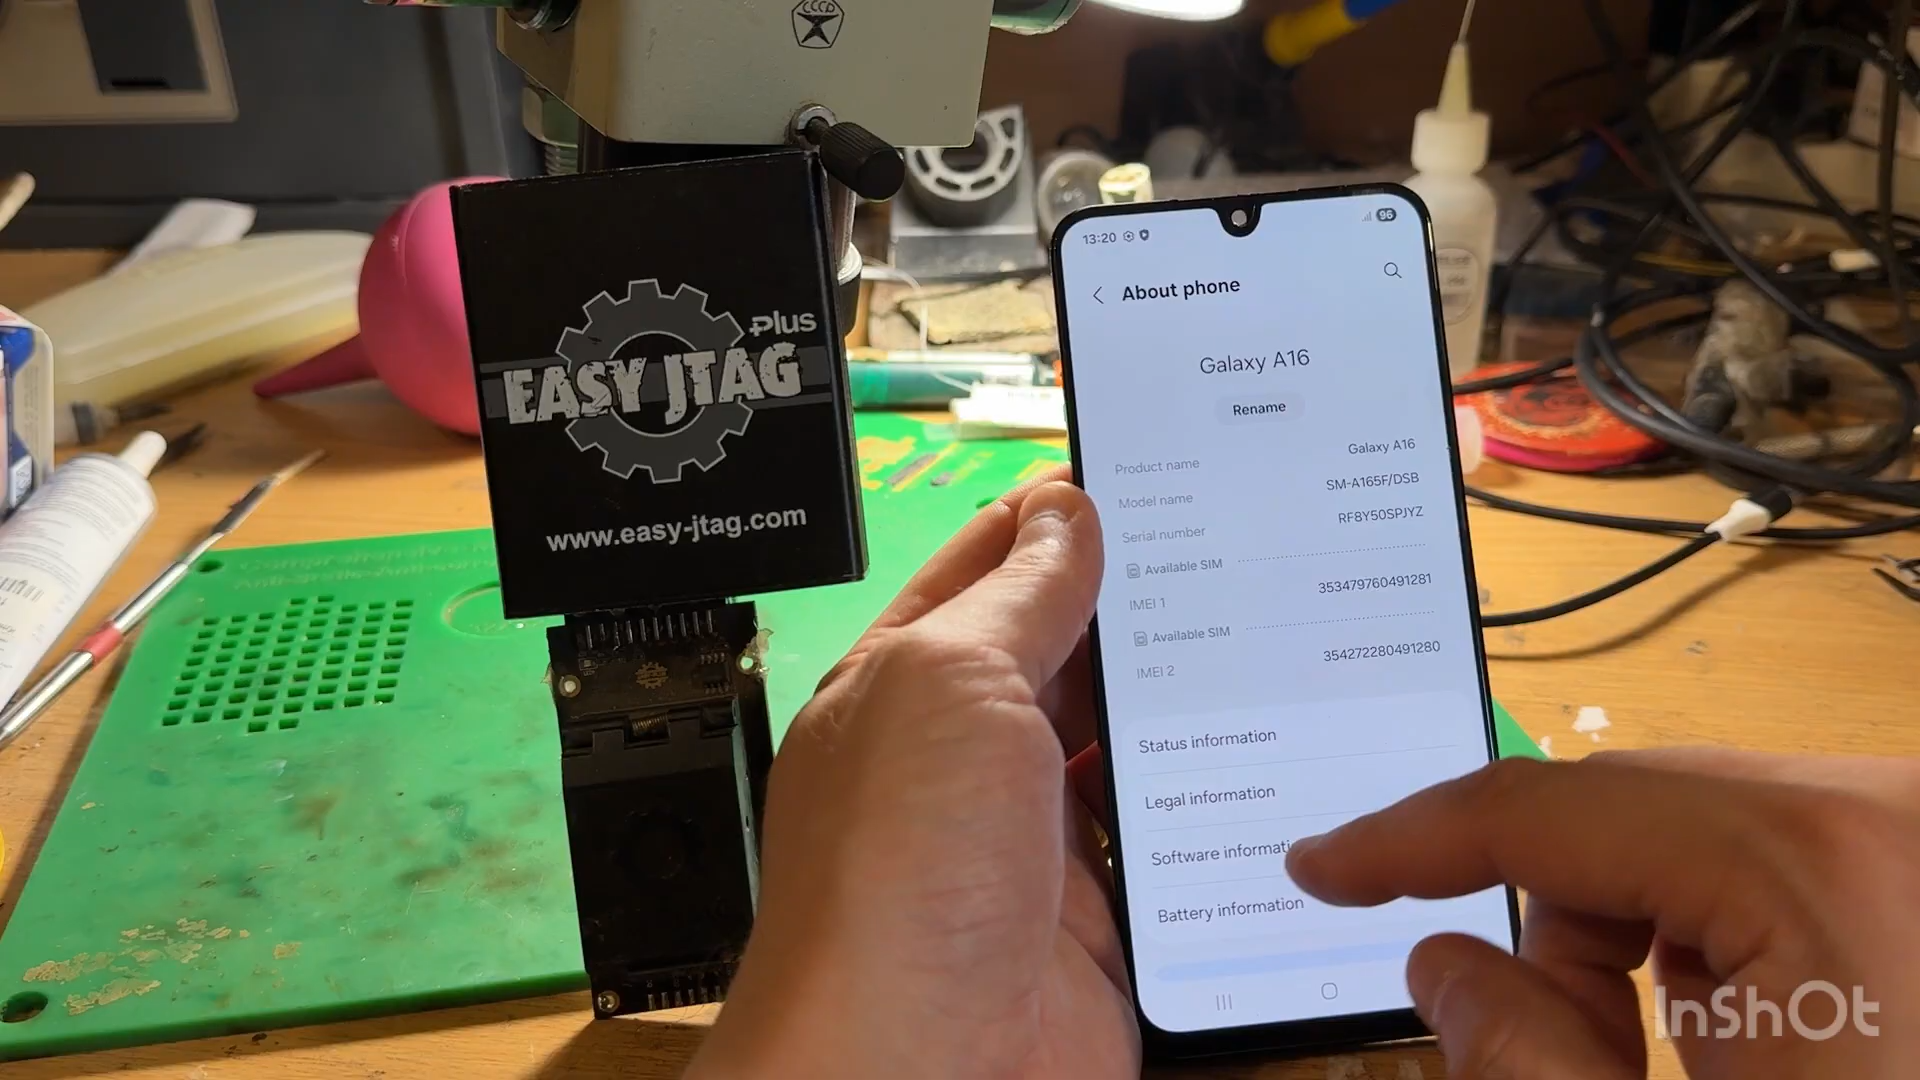 СССР
Plus
EASY JTAG
www.easy-jtag.com
13:20
96
About phone
Galaxy A16
Rename
Product name
Galaxy A16
Model name
SM-A165F/DSB
Serial number
RF8Y50SPJYZ
Available SIM
IMEI 1
353479760491281
Available SIM
IMEI 2
354272280491280
Status information
Legal information
Software informati
Battery information
InShOt